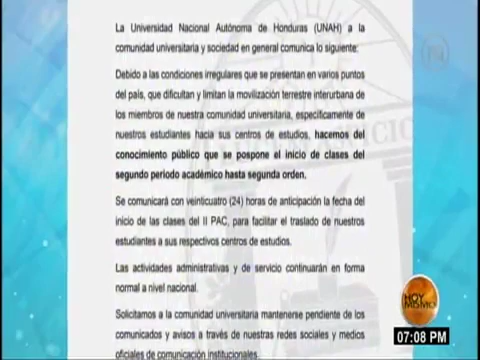 La Universidad Nacional Autónoma de Honduras (UNAH) a la
comunidad universitaria y sociedad en general comunica lo siguiente:
Debido a las condiciones irregulares que se presentan en varios puntos
del país, que dificultan y limitan la movilización terrestre interurbana de
los miembros de nuestra comunidad universitaria, específicamente de
nuestros estudiantes hacia sus centros de estudios, hacemos del
conocimiento público que se pospone el inicio de clases del
segundo periodo académico hasta segunda orden.
Se comunicará con veinticuatro (24) horas de anticipación la fecha del
inicio de las clases del II PAC, para facilitar el traslado de nuestros
estudiantes a sus respectivos centros de estudios.
Las actividades administrativas y de servicio continuarán en forma
normal a nivel nacional.
Solicitamos a la comunidad universitaria mantenerse pendiente de los
comunicados y avisos a través de nuestras redes sociales y medios
oficiales de comunicación institucionales.
HOY
MISMO
07:08 PM